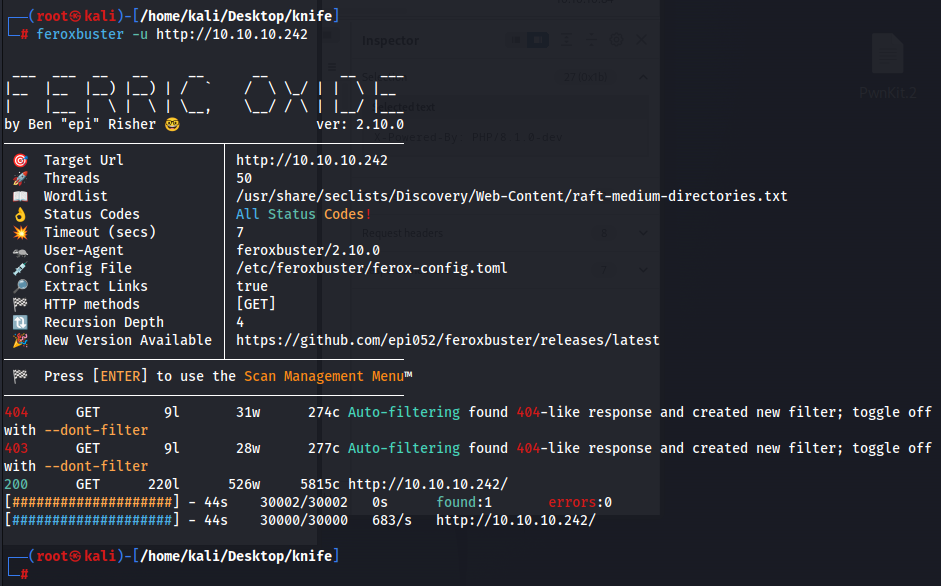 ┌──(root㉿kali)-[/home/kali/Desktop/knife]
└─# feroxbuster -u http://10.10.10.242
FERRIC OXIDE
by Ben "epi" Risher 🤓 ver: 2.10.0
🎯 Target Url │ http://10.10.10.242
🚀 Threads │ 50
📖 Wordlist │ /usr/share/seclists/Discovery/Web-Content/raft-medium-directories.txt
👌 Status Codes │ All Status Codes!
💥 Timeout (secs) │ 7
🦡 User-Agent │ feroxbuster/2.10.0
💉 Config File │ /etc/feroxbuster/ferox-config.toml
🔎 Extract Links │ true
🏁 HTTP methods │ [GET]
🔃 Recursion Depth │ 4
🎉 New Version Available │ https://github.com/epi052/feroxbuster/releases/latest
🏁 Press [ENTER] to use the Scan Management Menu™
404 GET 9l 31w 274c Auto-filtering found 404-like response and created new filter; toggle off
with --dont-filter
403 GET 9l 28w 277c Auto-filtering found 404-like response and created new filter; toggle off
with --dont-filter
200 GET 220l 526w 5815c http://10.10.10.242/
[####################] - 44s 30002/30002 0s found:1 errors:0
[####################] - 44s 30000/30000 683/s http://10.10.10.242/
┌──(root㉿kali)-[/home/kali/Desktop/knife]
└─#
Inspector
Request headers
PwnKit.2